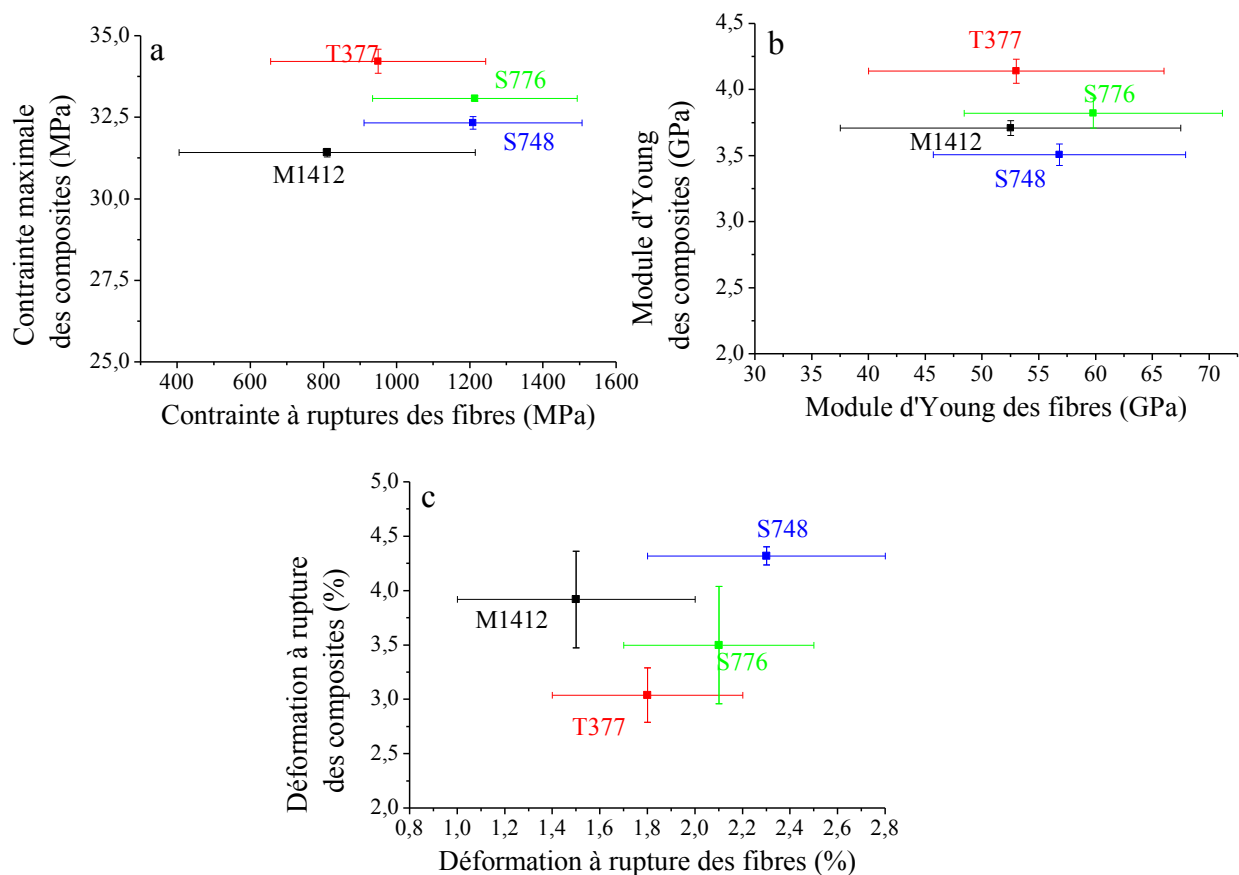 a
35,0
32,5
30,0
27,5
25,0
T377
S776
S748
M1412
400 600 800 1000 1200 1400 1600
Contrainte à ruptures des fibres (MPa)
Contrainte maximale
des composites (MPa)
b
4,5
4,0
3,5
3,0
2,5
2,0
T377
S776
M1412
S748
30 35 40 45 50 55 60 65 70
Module d'Young des fibres (GPa)
Module d'Young
des composites (GPa)
c
5,0
4,5
4,0
3,5
3,0
2,5
2,0
S748
M1412
S776
T377
0,8 1,0 1,2 1,4 1,6 1,8 2,0 2,2 2,4 2,6 2,8
Déformation à rupture des fibres (%)
Déformation à rupture
des composites (%)